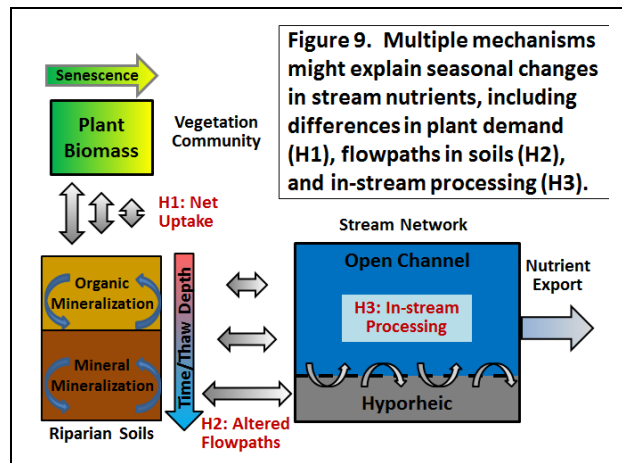 Senescence
Plant
Biomass
Vegetation
Community
Figure 9. Multiple mechanisms
might explain seasonal changes
in stream nutrients, including
differences in plant demand
(H1), flowpaths in soils (H2),
and in-stream processing (H3).
H1: Net
Uptake
Stream Network
Organic
Mineralization
Mineral
Mineralization
Riparian Soils
Time/Thaw Depth
H2: Altered
Flowpaths
Open Channel
H3: In-stream
Processing
Hyporheic
Nutrient
Export